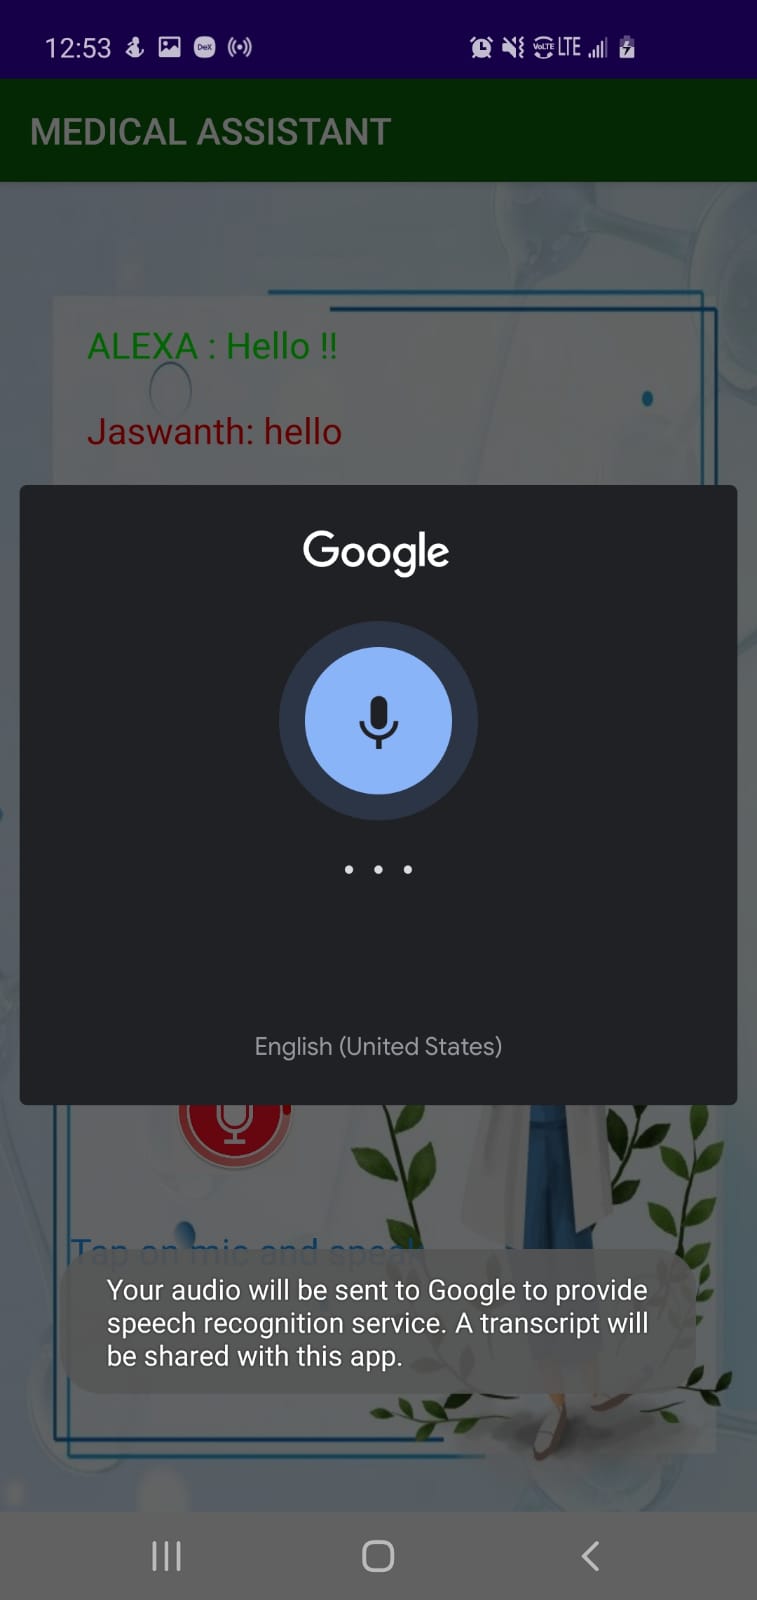 12:53 DeX VoLTE LTE
MEDICAL ASSISTANT
ALEXA : Hello !!
Jaswanth: hello
Google
English (United States)
Tap on mic and speak
Your audio will be sent to Google to provide
speech recognition service. A transcript will
be shared with this app.